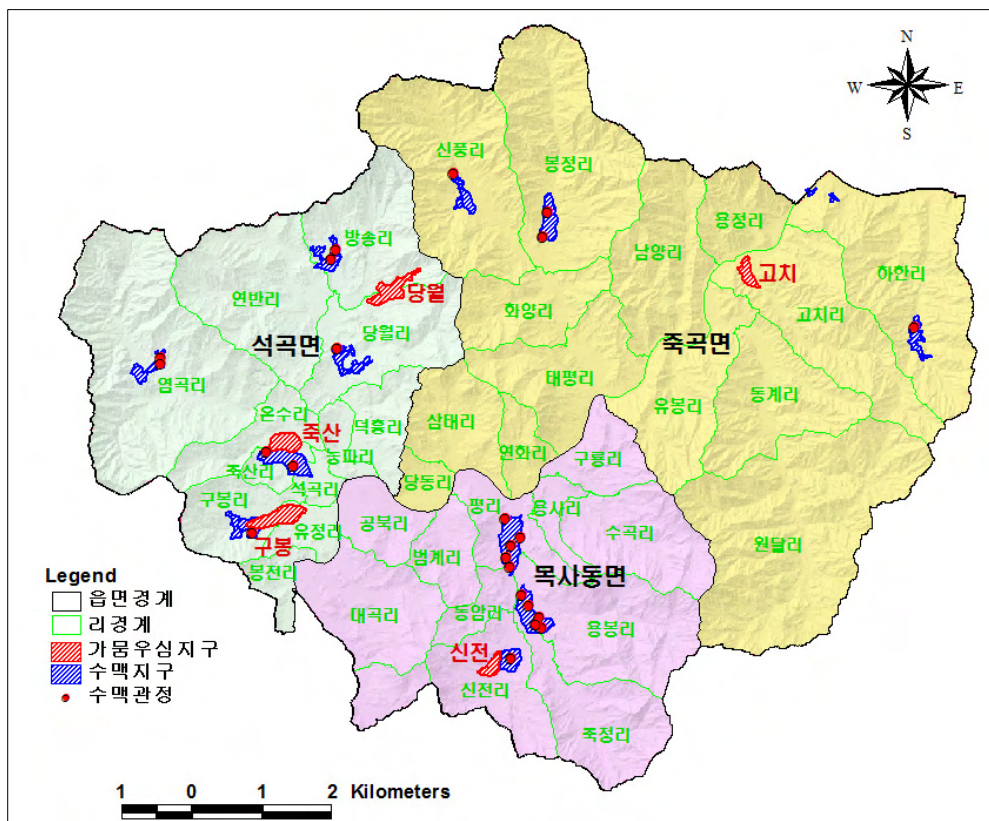 N
W E
S
신풍리
봉정리
용정리
남양리
방송리
하한리
고치
당월
연반리
화양리
고치리
석곡면
당월리
죽곡면
염곡리
태평리
동계리
유봉리
온수리
덕흥리
삼태리
죽산
연화리
구룡리
능파리
죽산리
석곡리
당동리
구봉리
평리
용사리
유정리
공북리
수곡리
원달리
구봉
범계리
봉전리
목사동면
Legend
읍면경계
리경계
가뭄우심지구
수맥지구
수맥관정
대곡리
동암리
용봉리
신전
신전리
죽정리
1 0 1 2 Kilometers